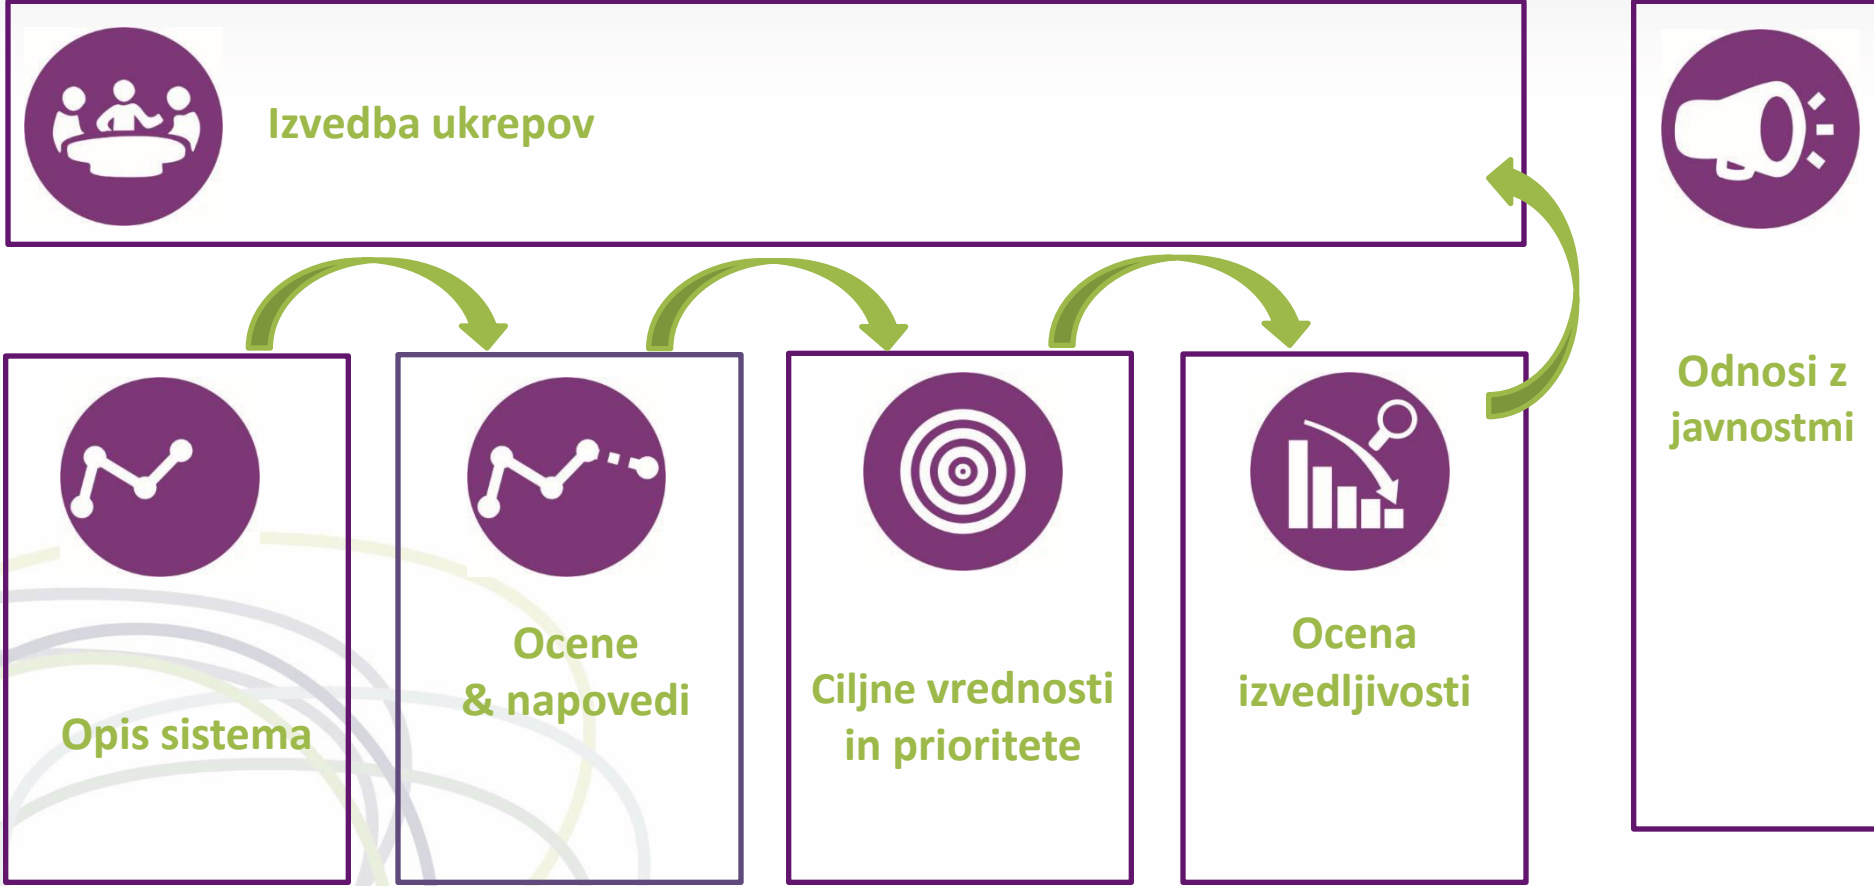 Izvedba ukrepov
Opis sistema
Ocene
& napovedi
Ciljne vrednosti
in prioritete
Ocena
izvedljivosti
Odnosi z
javnostmi